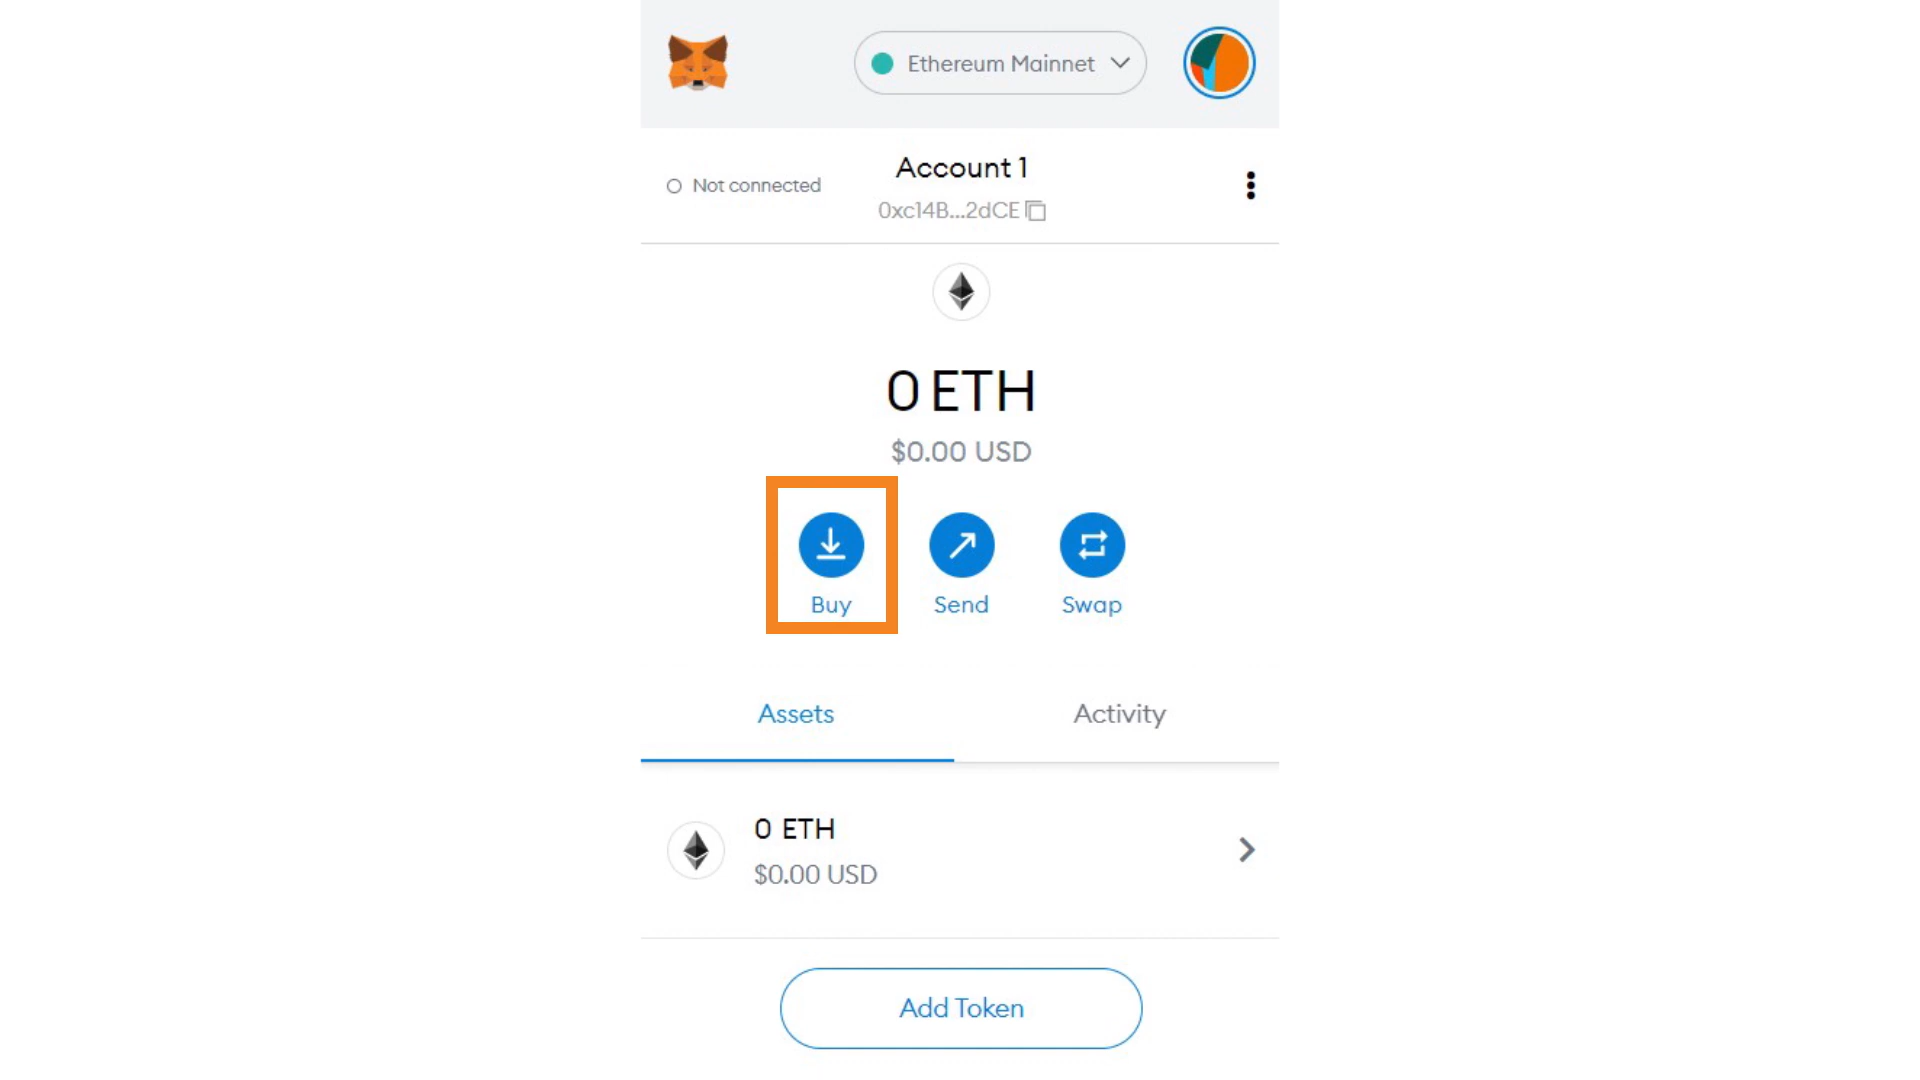 Ethereum Mainnet
Account 1
Not connected
0xc14B...2dCE
0 ETH
$0.00 USD
Buy
Send
Swap
Assets
Activity
0 ETH
$0.00 USD
Add Token